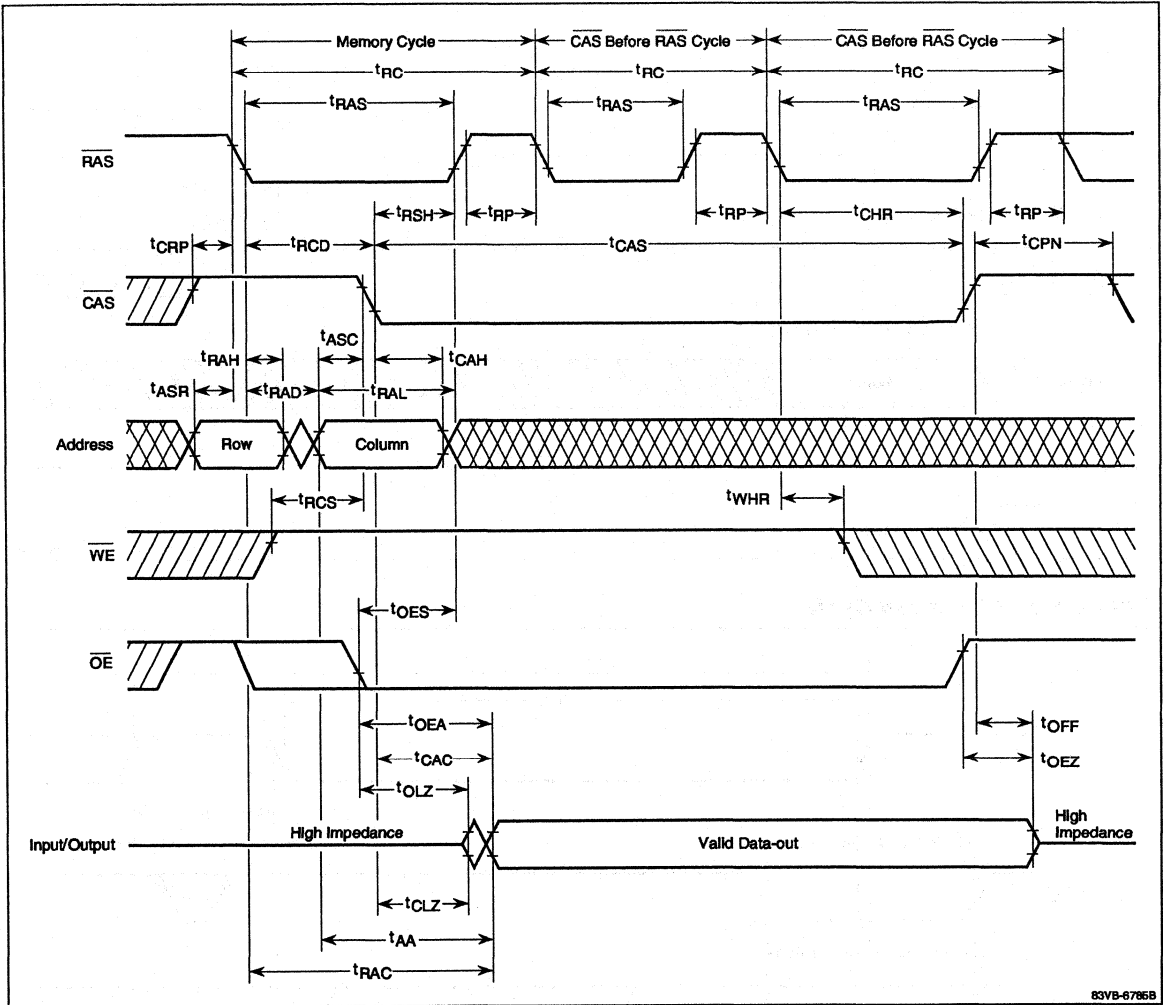 Memory Cycle CAS Before RAS Cycle CAS Before RAS Cycle
tRC tRC tRC
tRAS tRAS tRAS
RAS
tRSH tRP tRP tCHR tRP
tCRP tRCD tCAS tCPN
CAS
tASC
tRAH tCAH
tASR tRAD tRAL
Address Row Column
tRCS tWHR
WE
tOES
OE
tOEA tOFF
tCAC tOEZ
tOLZ
Input/Output High Impedance Valid Data-out High Impedance
tCLZ
tAA
tRAC
83VB-6785B